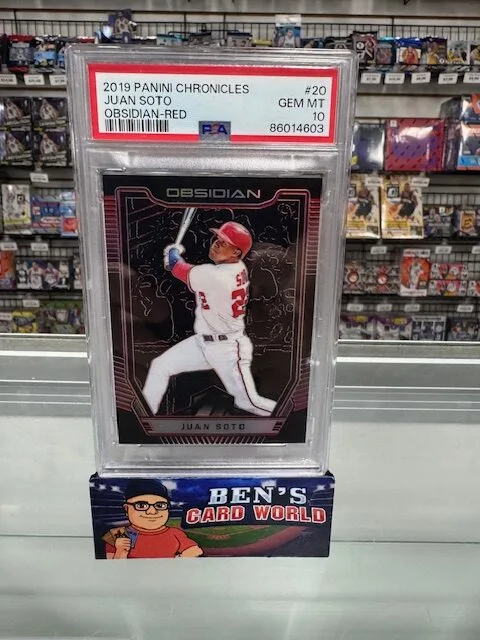 2019 PANINI CHRONICLES #20
JUAN SOTO GEM MT
OBSIDIAN-RED 10
PSA 86014603
OBSIDIAN
JUAN SOTO
BEN'S
CARD WORLD